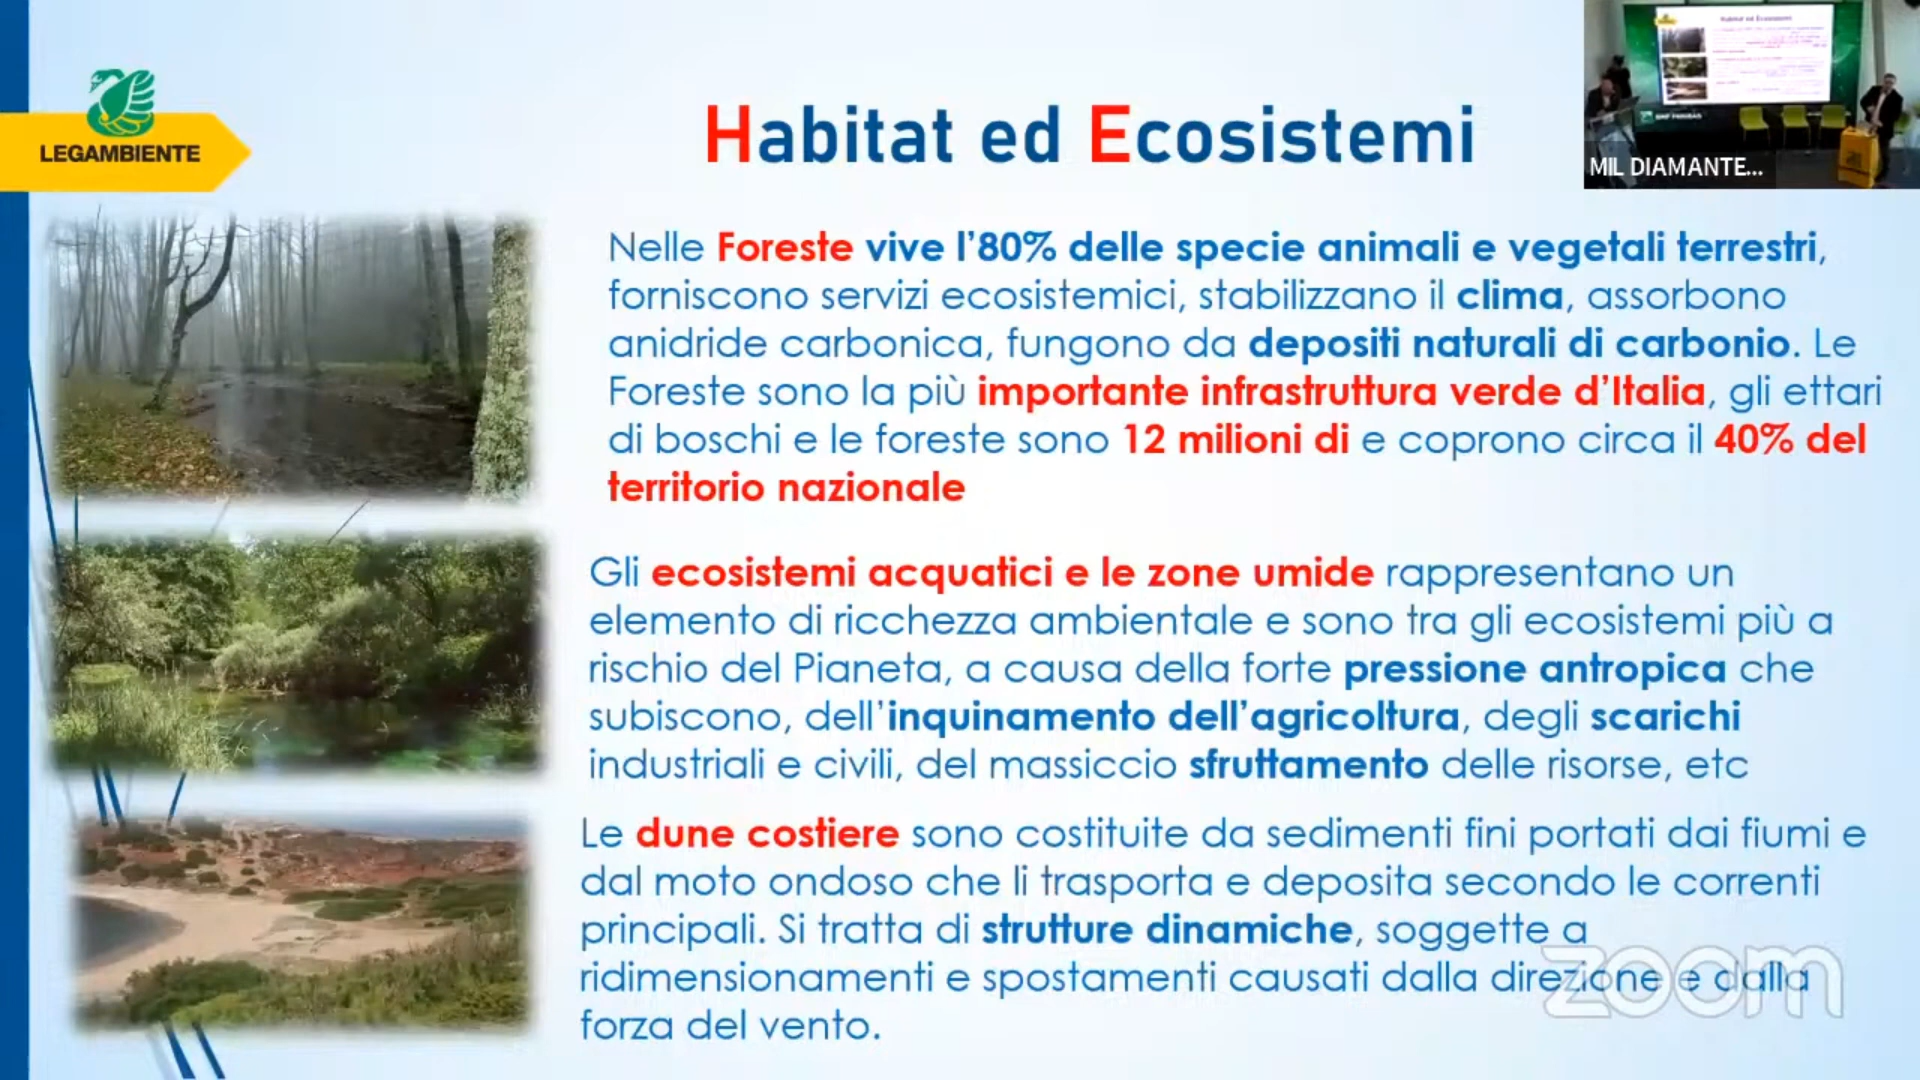 LEGAMBIENTE
Habitat ed Ecosistemi
MIL DIAMANTE...
Nelle Foreste vive l’80% delle specie animali e vegetali terrestri,
forniscono servizi ecosistemici, stabilizzano il clima, assorbono
anidride carbonica, fungono da depositi naturali di carbonio. Le
Foreste sono la più importante infrastruttura verde d’Italia, gli ettari
di boschi e le foreste sono 12 milioni di e coprono circa il 40% del
territorio nazionale
Gli ecosistemi acquatici e le zone umide rappresentano un
elemento di ricchezza ambientale e sono tra gli ecosistemi più a
rischio del Pianeta, a causa della forte pressione antropica che
subiscono, dell’inquinamento dell’agricoltura, degli scarichi
industriali e civili, del massiccio sfruttamento delle risorse, etc
Le dune costiere sono costituite da sedimenti fini portati dai fiumi e
dal moto ondoso che li trasporta e deposita secondo le correnti
principali. Si tratta di strutture dinamiche, soggette a
ridimensionamenti e spostamenti causati dalla direzione e dalla
forza del vento.
zoom